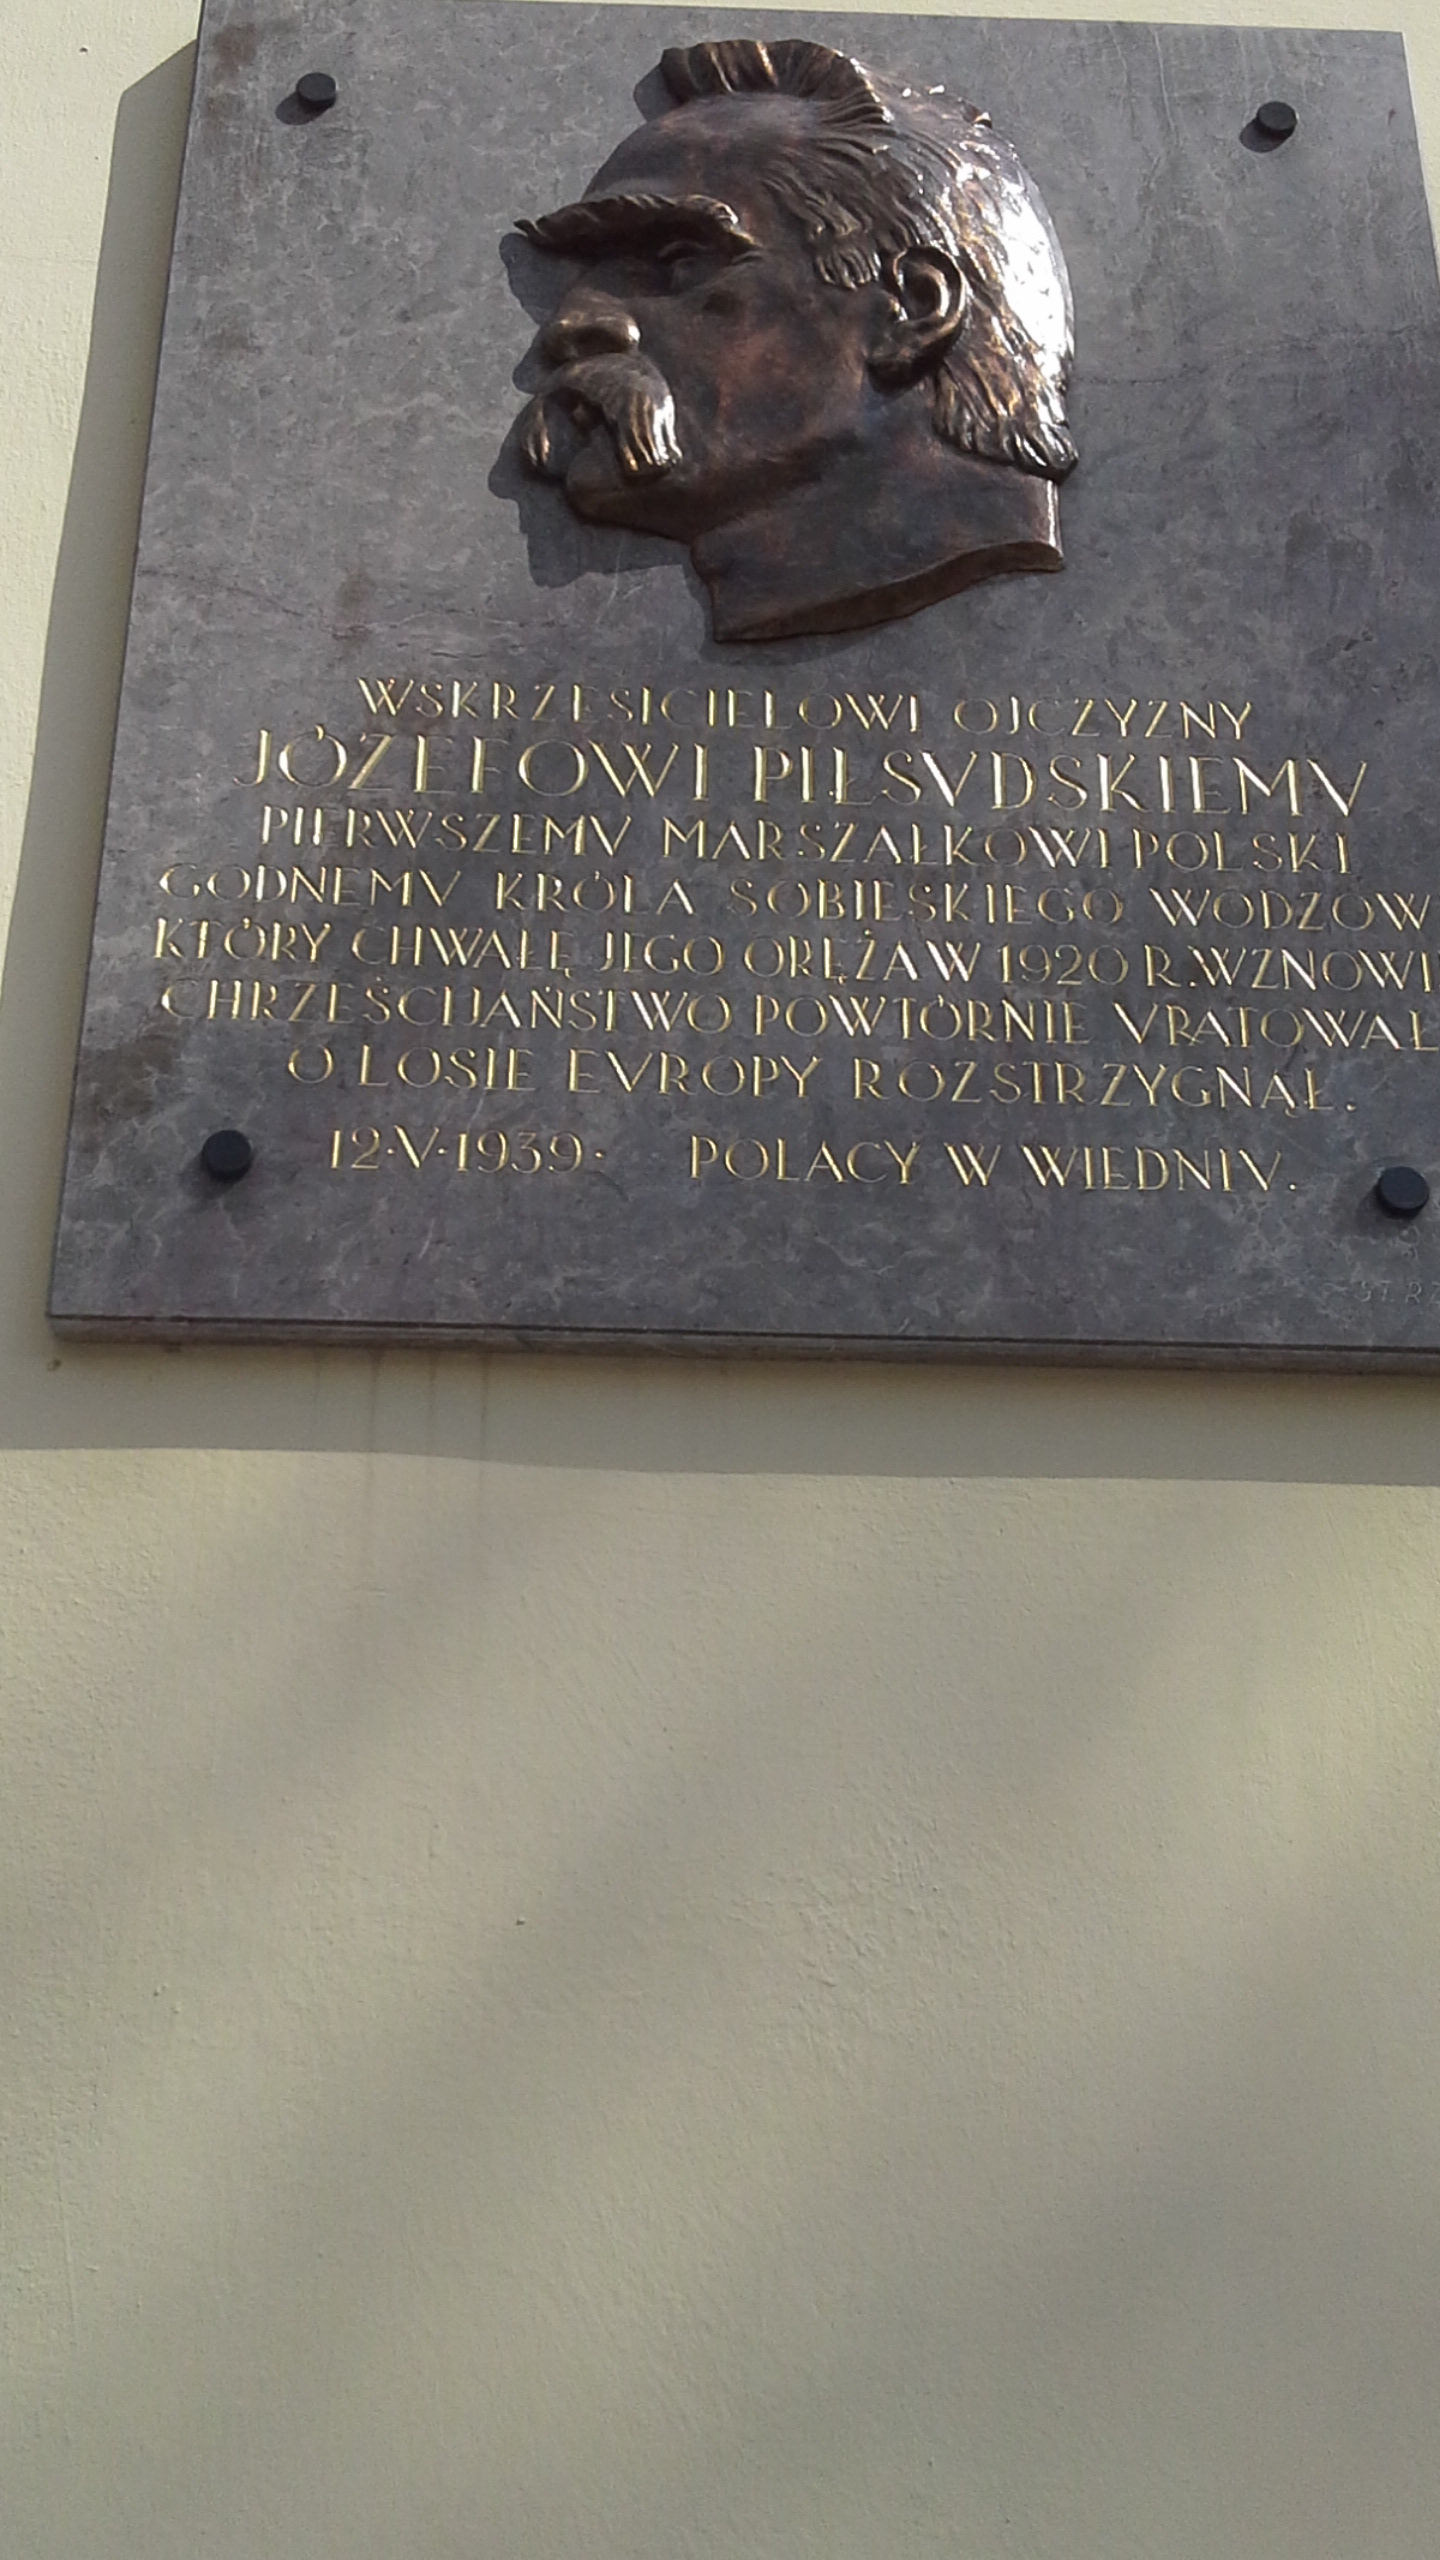 WSKRZESICIELOWI OJCZYZNY
JÓZEFOWI PIŁSVDSKIEMV
PIERWSZEMV MARSZAŁKOWI POLSKI
GODNEMV KRÓLA SOBIESKIEGO WODZOW
KTÓRY CHWAŁĘ JEGO ORĘŻA W 1920 R. WZNOWI
CHRZEŚCIJAŃSTWO POWTÓRNIE VRATOWAŁ
O LOSIE EVROPY ROZSTRZYGNĄŁ.
12·V·1939· POLACY W WIEDNIV.